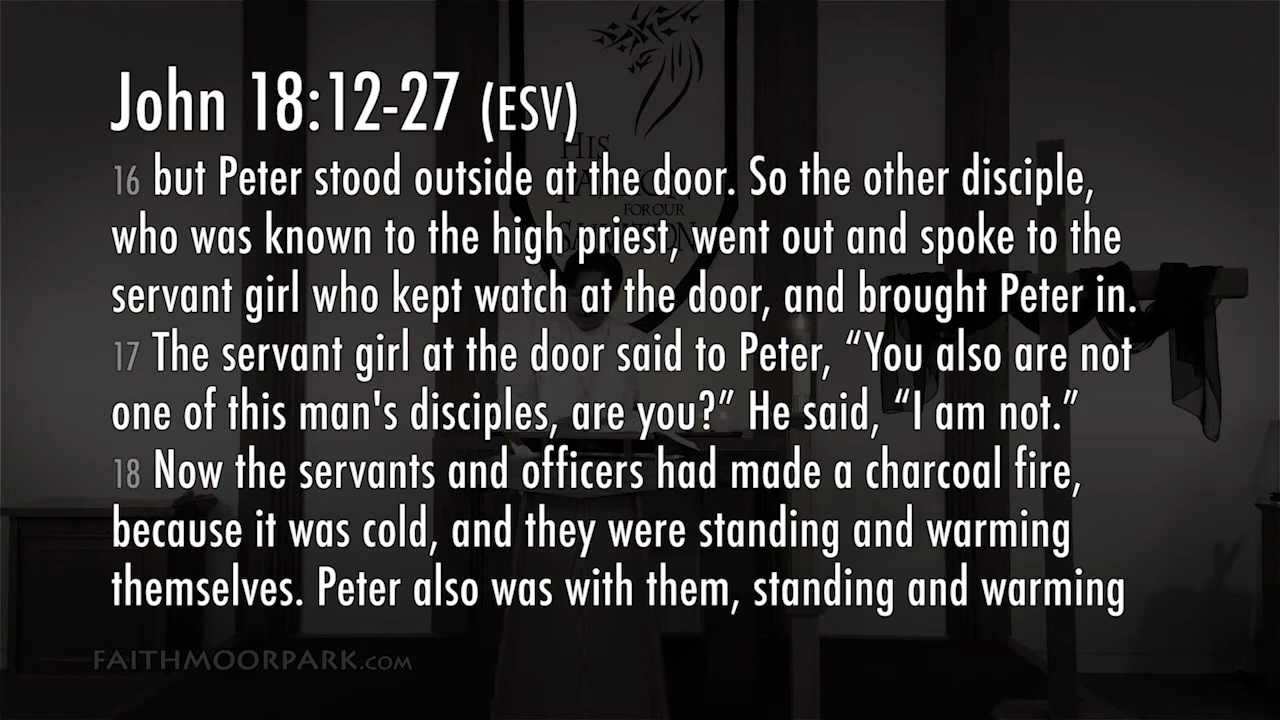 John 18:12-27 (ESV)
16 but Peter stood outside at the door. So the other disciple,
who was known to the high priest, went out and spoke to the
servant girl who kept watch at the door, and brought Peter in.
17 The servant girl at the door said to Peter, “You also are not
one of this man's disciples, are you?” He said, “I am not.”
18 Now the servants and officers had made a charcoal fire,
because it was cold, and they were standing and warming
themselves. Peter also was with them, standing and warming
FAITHMOORPARK.COM
HIS
FOR OUR